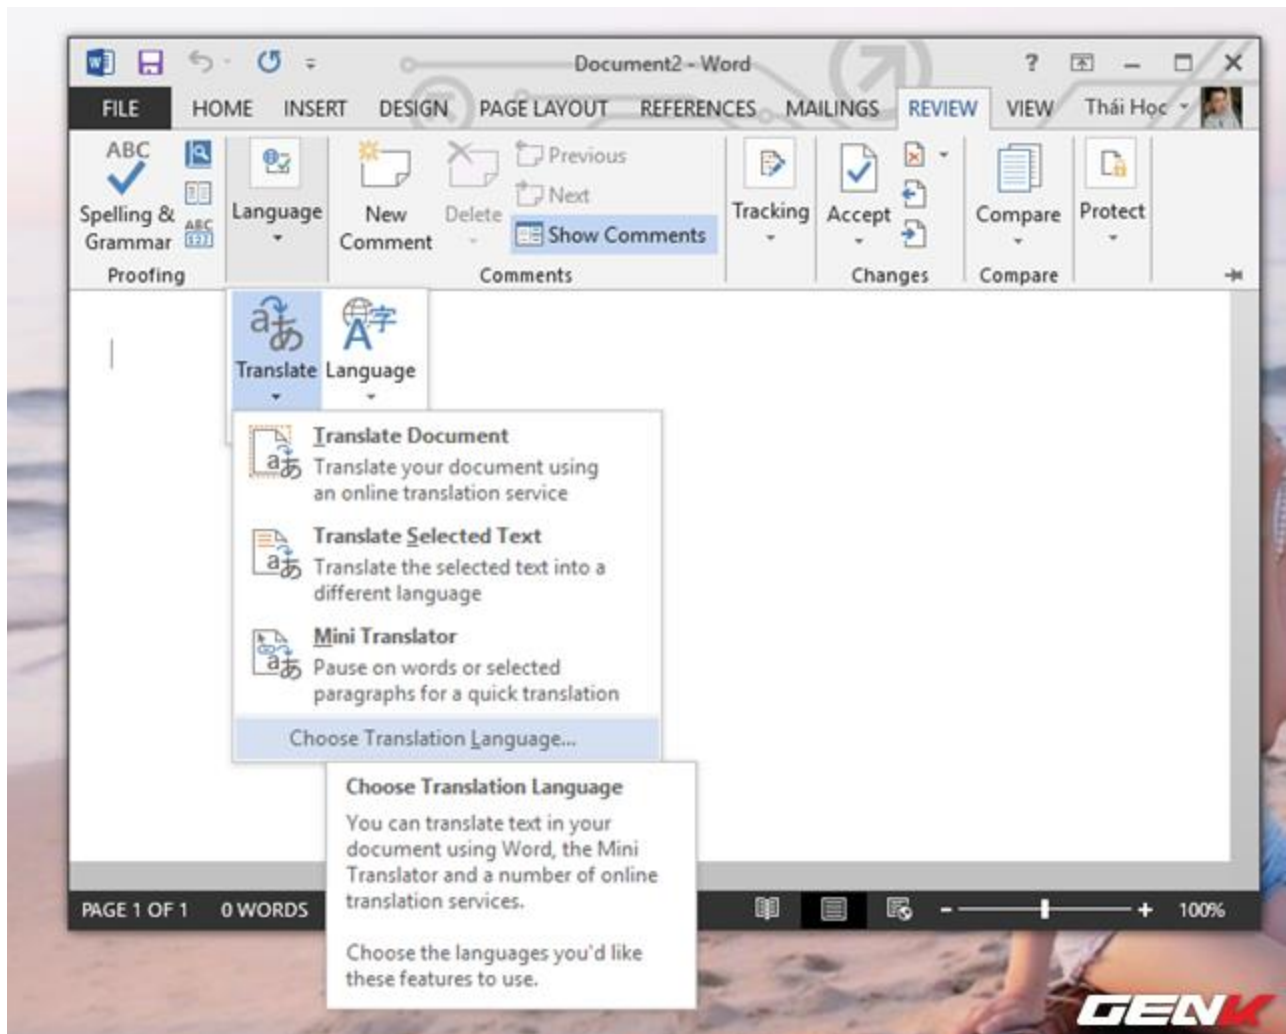 Document2 - Word
?
FILE HOME INSERT DESIGN PAGE LAYOUT REFERENCES MAILINGS REVIEW VIEW Thái Học
ABC
Spelling &
Grammar
ABC
123
Proofing
Language
New
Comment
Delete
Previous
Next
Show Comments
Comments
Tracking
Accept
Changes
Compare
Compare
Protect
Translate
Language
Translate Document
Translate your document using
an online translation service
Translate Selected Text
Translate the selected text into a
different language
Mini Translator
Pause on words or selected
paragraphs for a quick translation
Choose Translation Language...
Choose Translation Language
You can translate text in your
document using Word, the Mini
Translator and a number of online
translation services.
Choose the languages you'd like
these features to use.
PAGE 1 OF 1 0 WORDS 100%
GENK